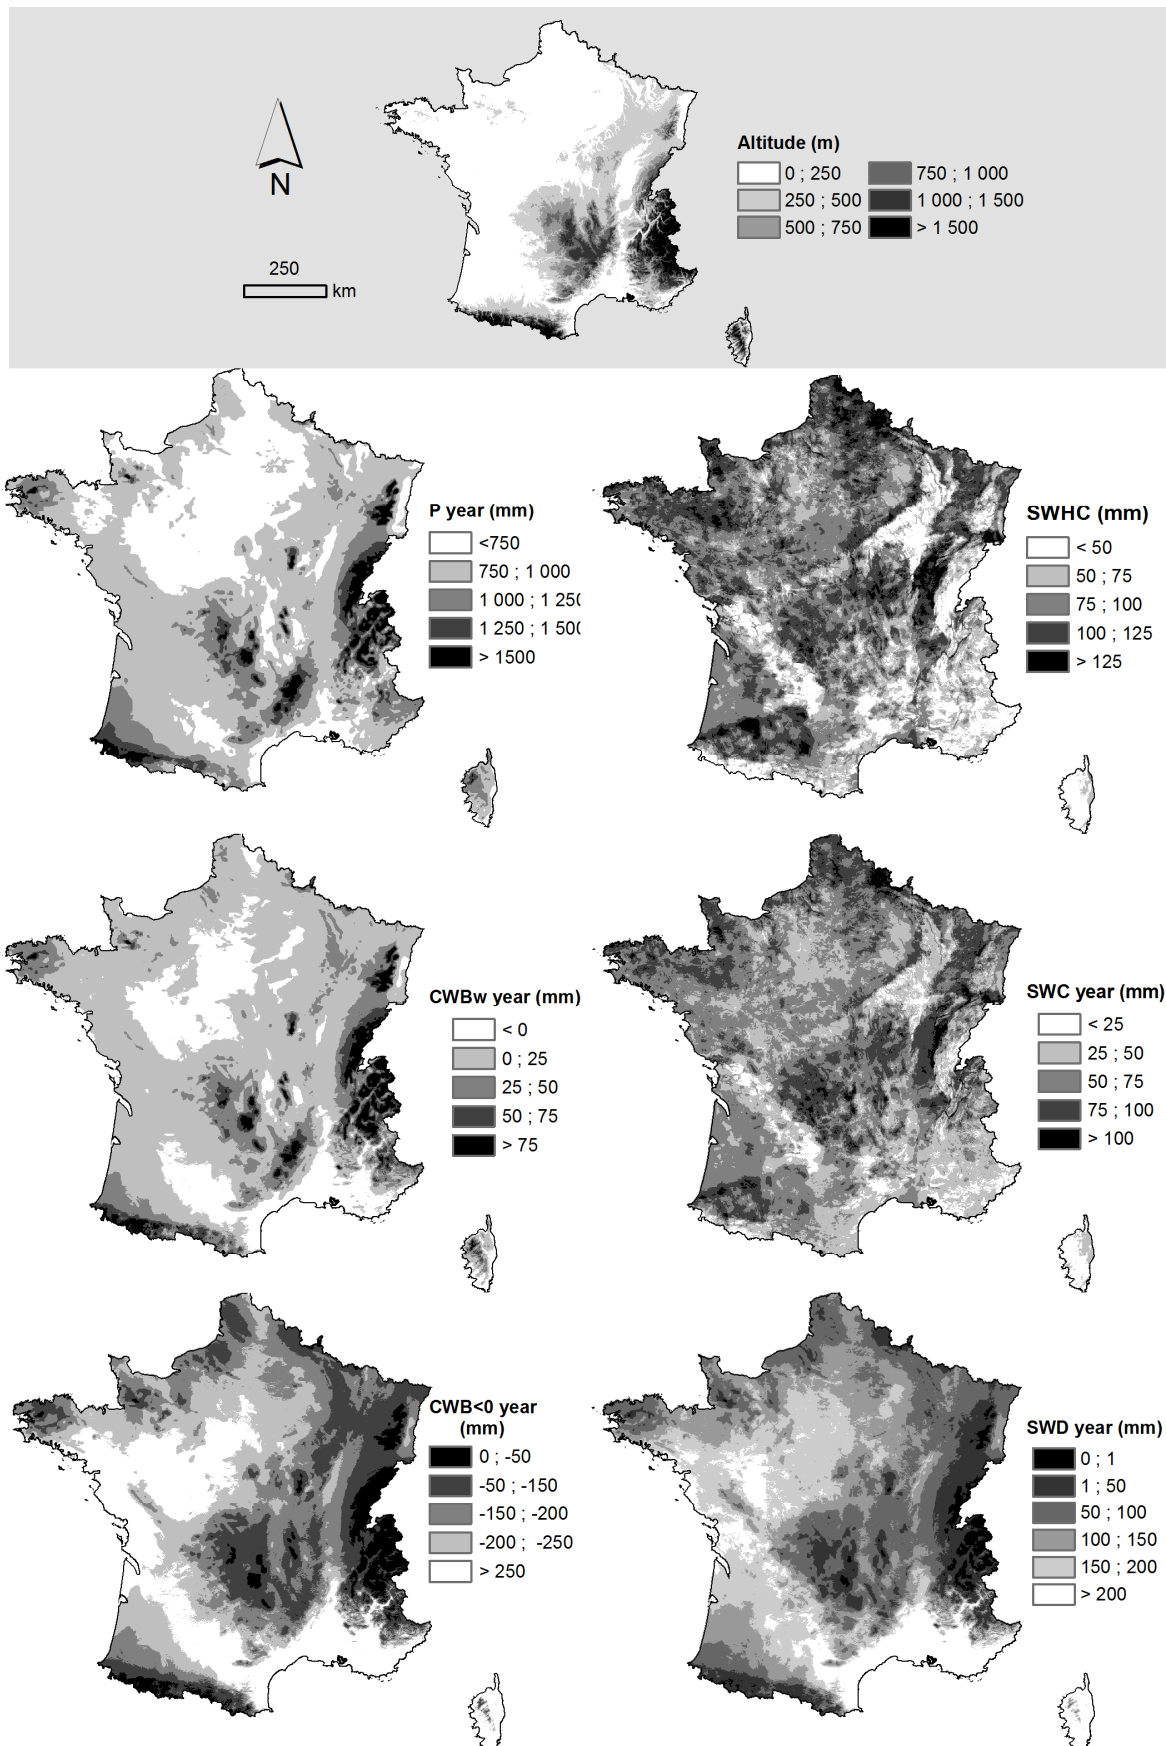 N
250
km
Altitude (m)
0 ; 250
250 ; 500
500 ; 750
750 ; 1 000
1 000 ; 1 500
> 1 500
P year (mm)
<750
750 ; 1 000
1 000 ; 1 250
1 250 ; 1 500
> 1500
SWHC (mm)
< 50
50 ; 75
75 ; 100
100 ; 125
> 125
CWBw year (mm)
< 0
0 ; 25
25 ; 50
50 ; 75
> 75
SWC year (mm)
< 25
25 ; 50
50 ; 75
75 ; 100
> 100
CWB<0 year
(mm)
0 ; -50
-50 ; -150
-150 ; -200
-200 ; -250
> 250
SWD year (mm)
0 ; 1
1 ; 50
50 ; 100
100 ; 150
150 ; 200
> 200